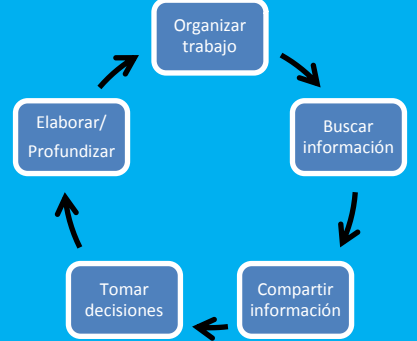 Organizar
trabajo
Buscar
información
Compartir
información
Tomar
decisiones
Elaborar/
Profundizar